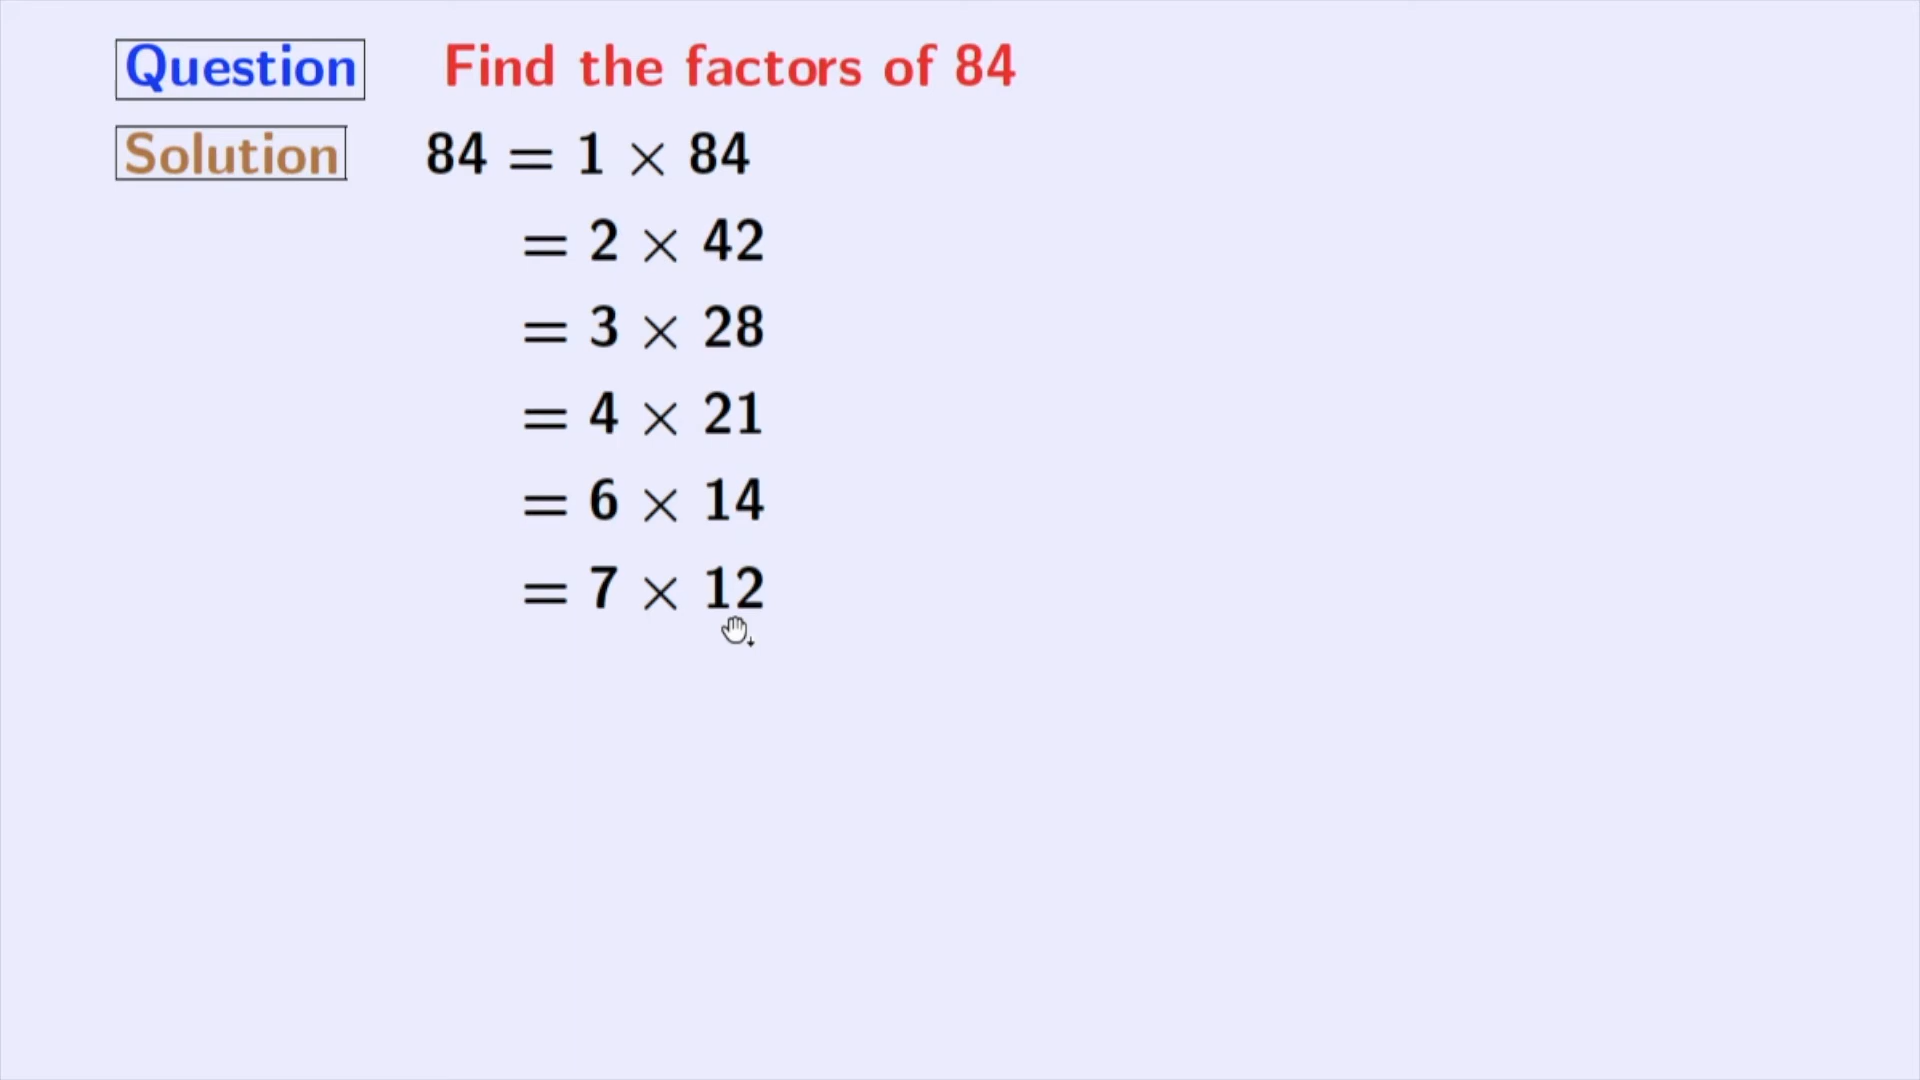 Question Find the factors of 84
Solution 84 = 1 × 84
= 2 × 42
= 3 × 28
= 4 × 21
= 6 × 14
= 7 × 12